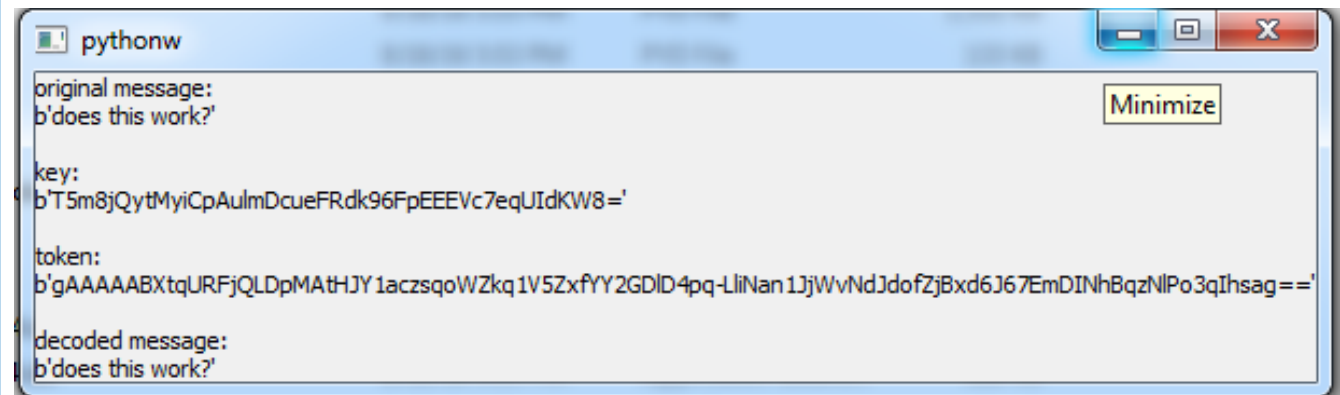 pythonw
original message:
b'does this work?'
Minimize
key:
b'T5m8jQytMyiCpAulmDcueFRdk96FpEEEVc7eqUIdKW8='
token:
b'gAAAAABXtqURFjQLDpMAtHJY1aczsqoWZkq1V5ZxfYY2GDlD4pq-LliNan1JjWvNdJdofZjBxd6J67EmDINhBqzNlPo3qIhsag=='
decoded message:
b'does this work?'